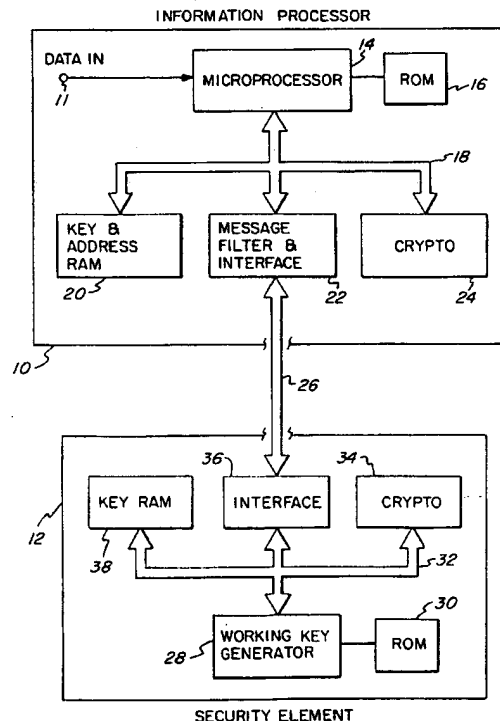 INFORMATION PROCESSOR
DATA IN
11
MICROPROCESSOR
14
ROM
16
18
KEY &
ADDRESS
RAM
20
MESSAGE
FILTER &
INTERFACE
22
CRYPTO
24
10
26
12
KEY RAM
38
36
INTERFACE
34
CRYPTO
32
28
WORKING KEY
GENERATOR
30
ROM
SECURITY ELEMENT